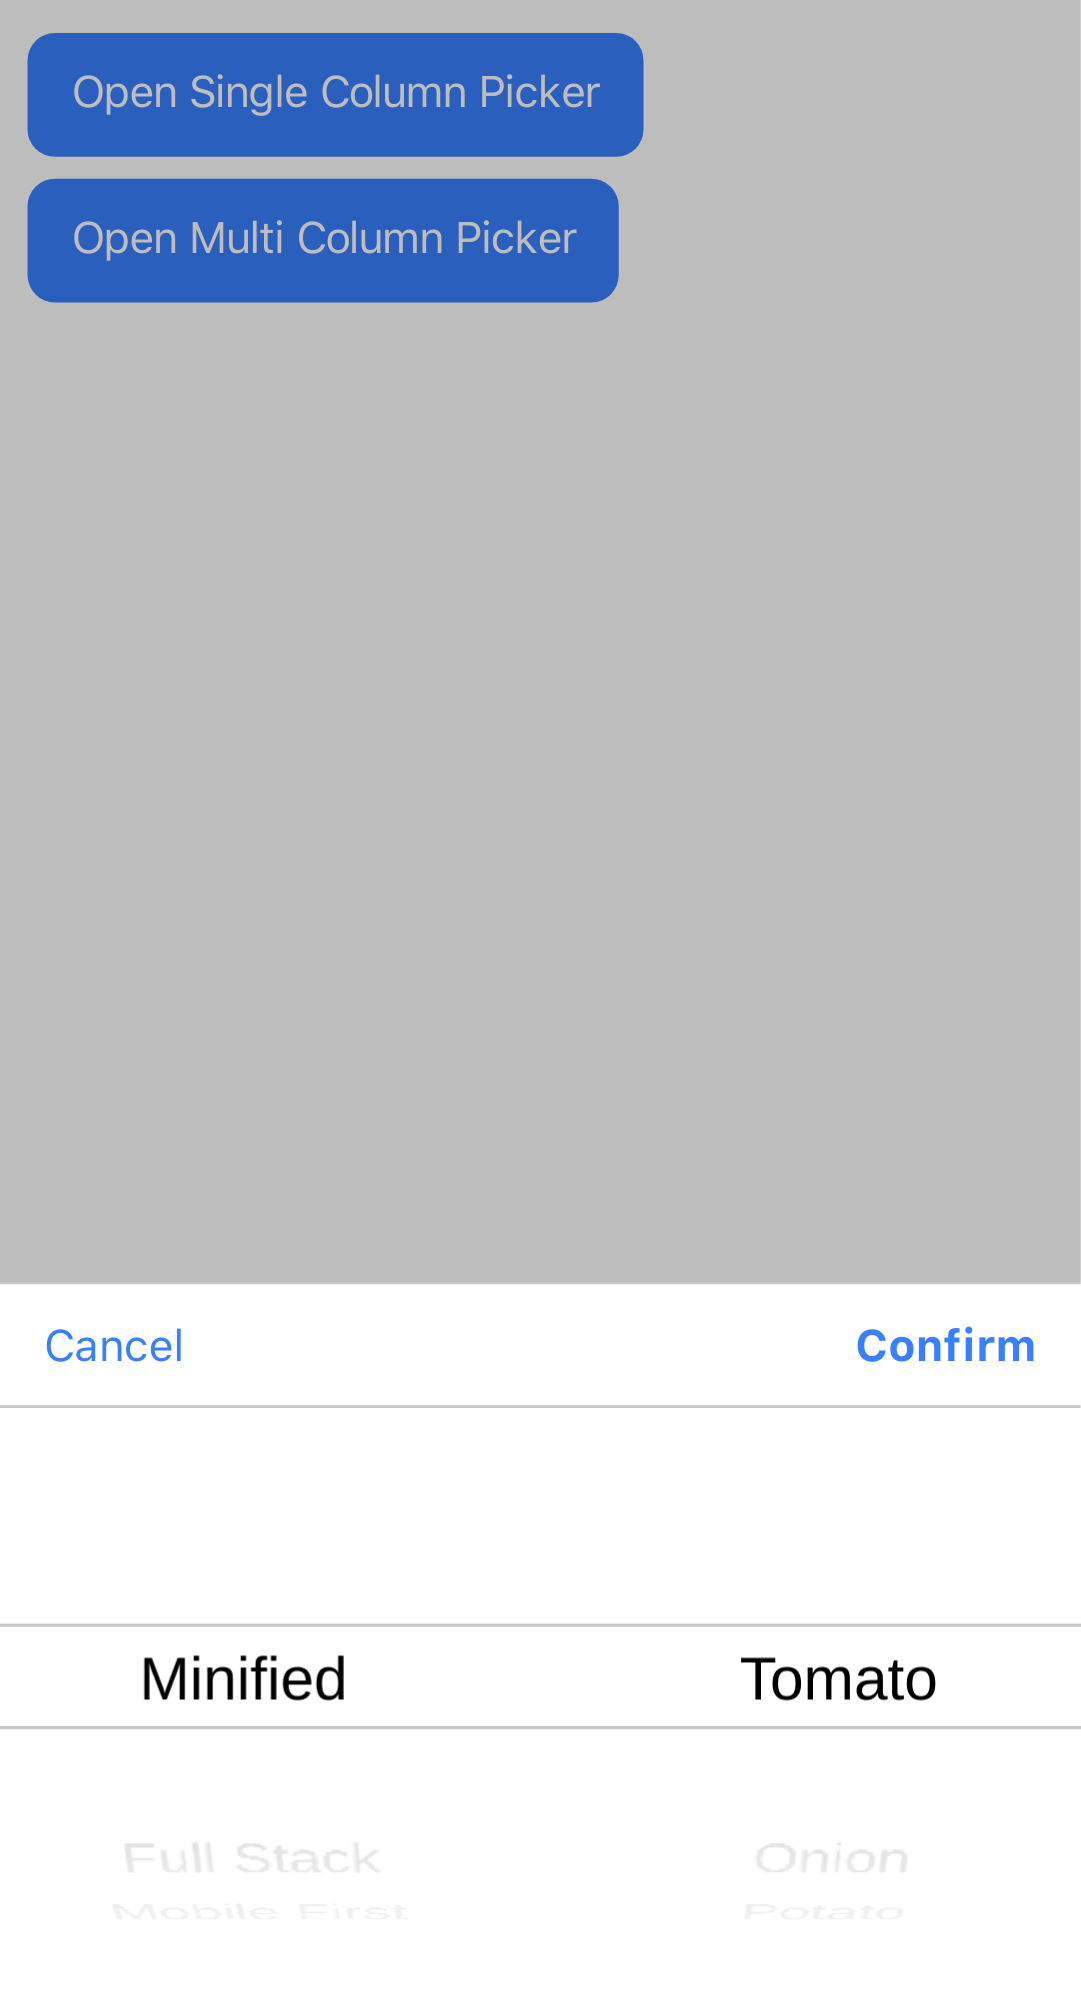 Open Single Column Picker
Open Multi Column Picker
Cancel Confirm
Minified Tomato
Full Stack Onion
Mobile First Potato